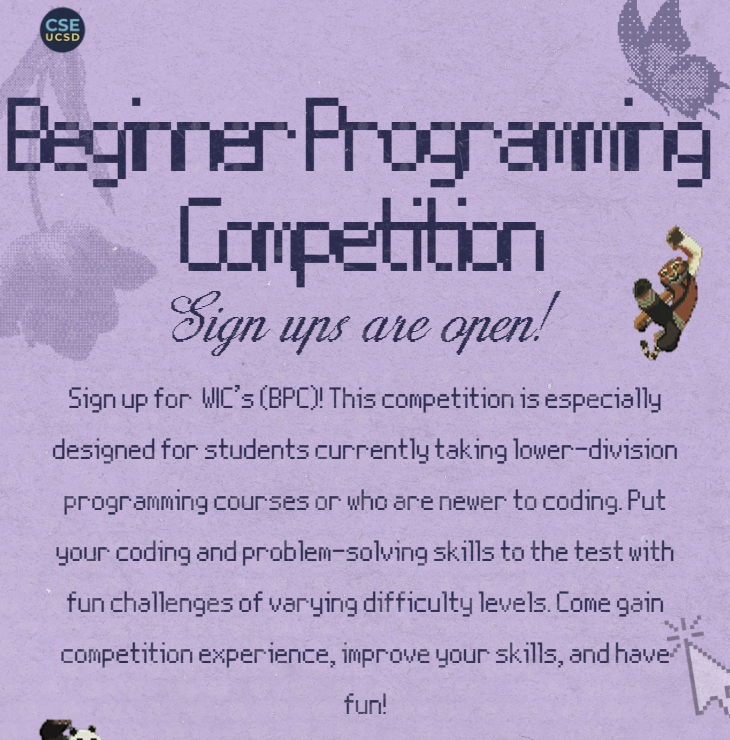 CSE
UCSD
Beginner Programming
Competition
Sign ups are open!
Sign up for WIC's (BPC)! This competition is especially
designed for students currently taking lower-division
programming courses or who are newer to coding. Put
your coding and problem-solving skills to the test with
fun challenges of varying difficulty levels. Come gain
competition experience, improve your skills, and have
fun!